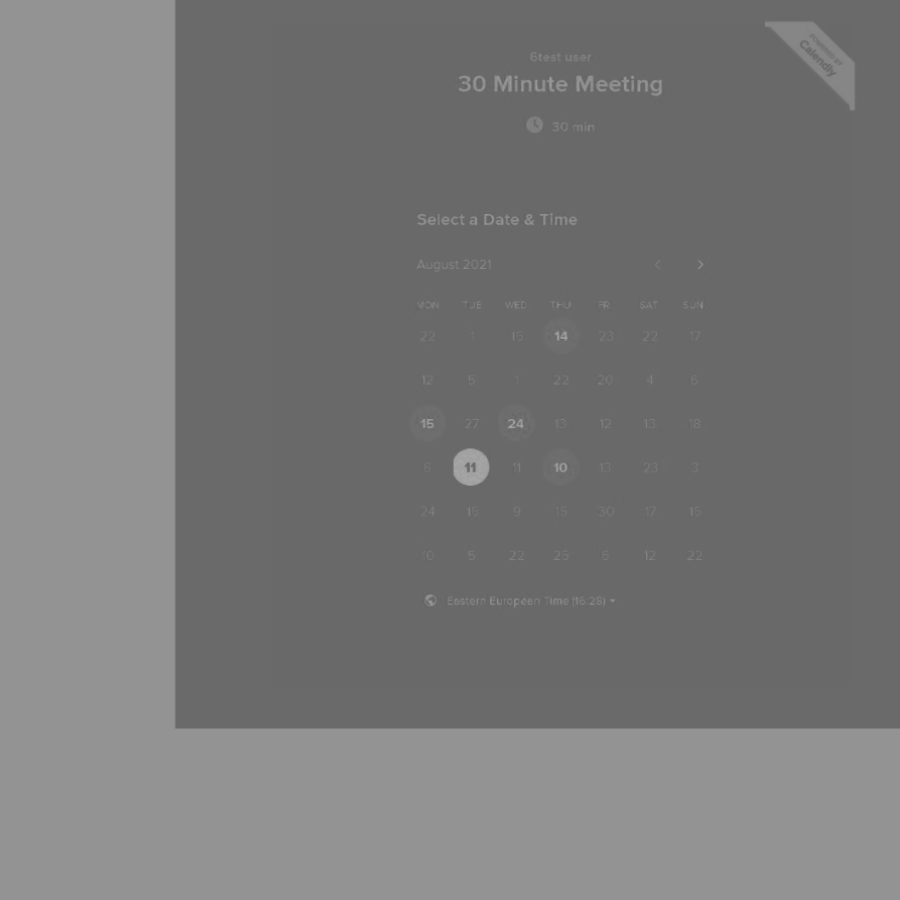 POWERED BY
Calendly
6test user
30 Minute Meeting
30 min
Select a Date & Time
August 2021
MON TUE WED THU FRI SAT SUN
22 1 15 14 23 22 17
12 5 1 22 20 4 6
15 27 24 13 12 13 18
8 11 11 10 13 23 3
24 15 9 15 30 17 15
10 5 22 25 6 12 22
Eastern European Time (16:28)